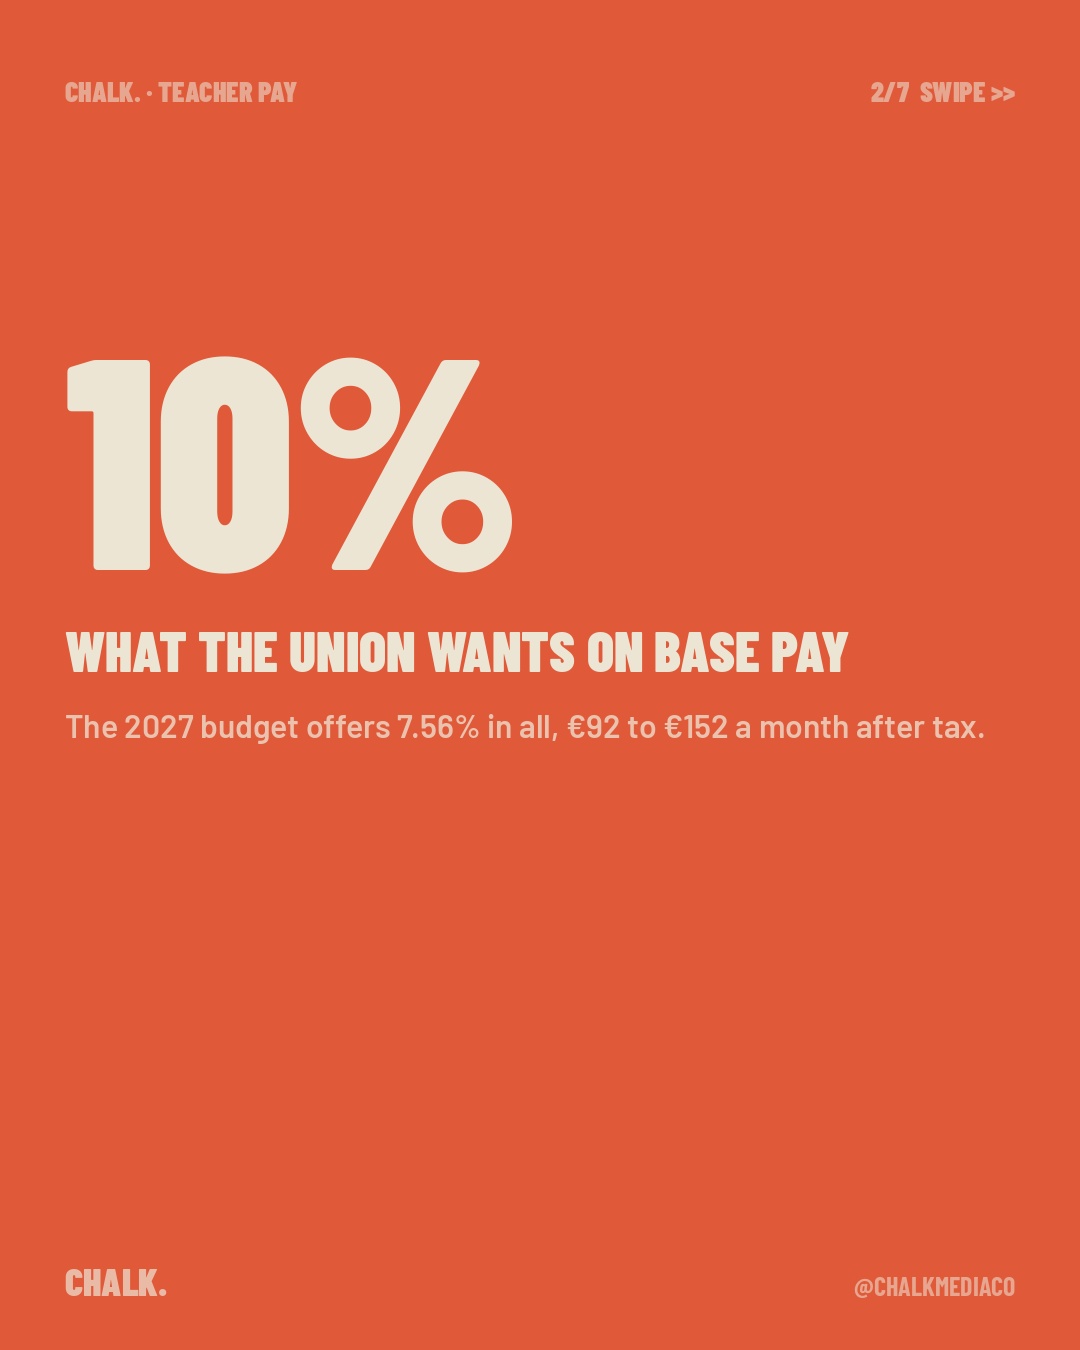 CHALK. · TEACHER PAY
2/7 SWIPE >>
10%
WHAT THE UNION WANTS ON BASE PAY
The 2027 budget offers 7.56% in all, €92 to €152 a month after tax.
CHALK.
@CHALKMEDIACO